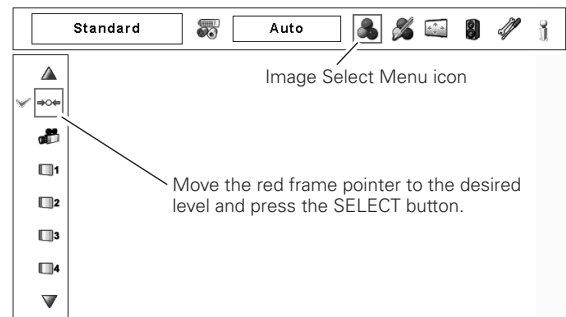 Standard Auto
Image Select Menu icon
Move the red frame pointer to the desired
level and press the SELECT button.
1
2
3
4